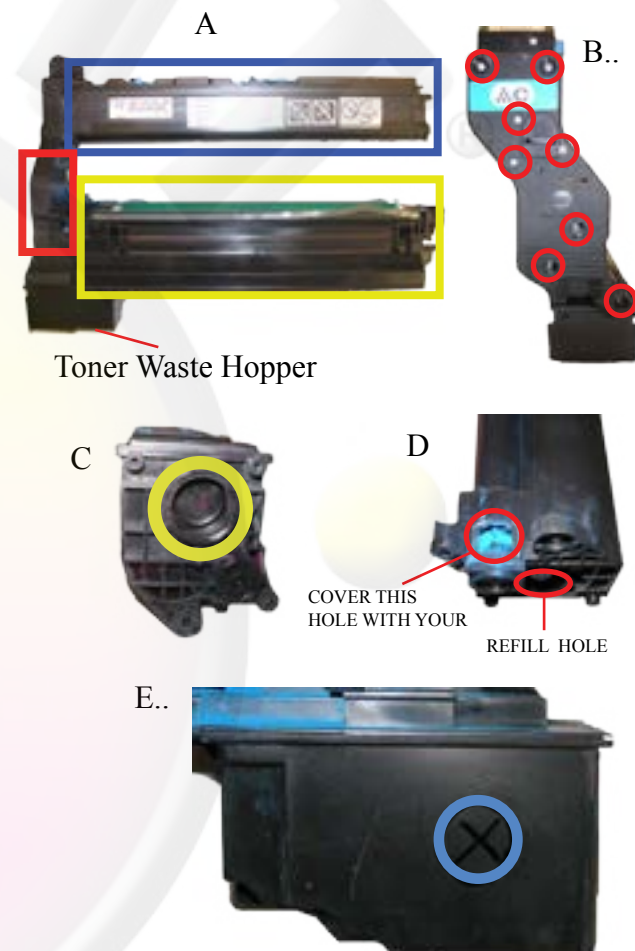 A
B..
Toner Waste Hopper
C
D
COVER THIS
HOLE WITH YOUR
REFILL HOLE
E..